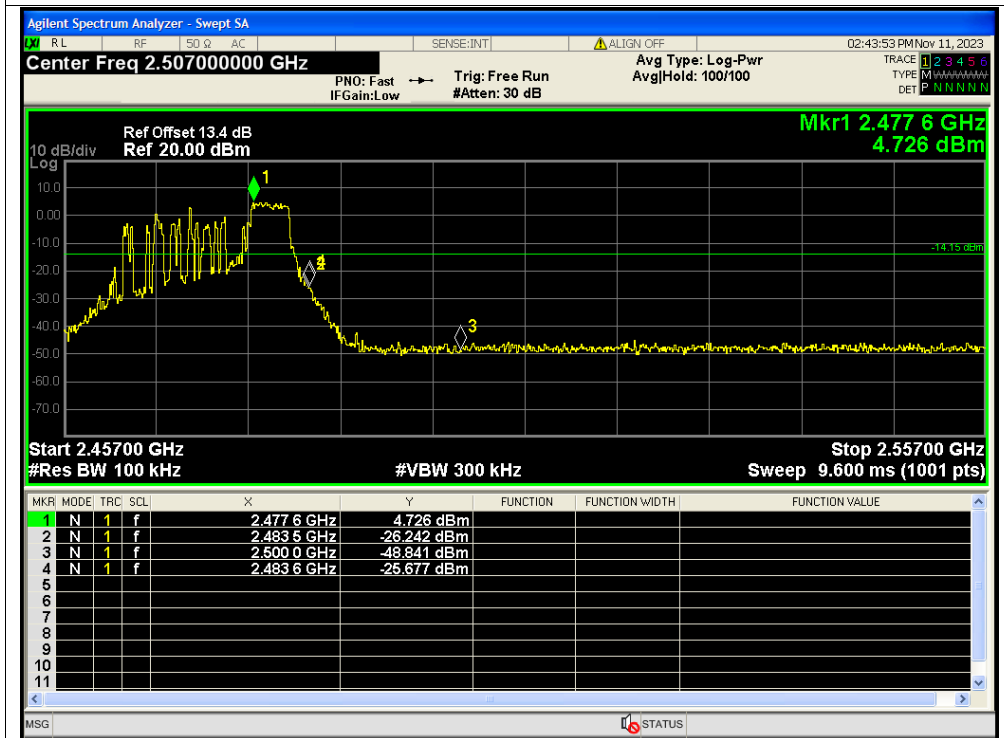 Agilent Spectrum Analyzer - Swept SA
LXI RL RF 50 Ω AC SENSE:INT ALIGN OFF 02:43:53 PM Nov 11, 2023
Center Freq 2.507000000 GHz
PNO: Fast Trig: Free Run Avg Type: Log-Pwr TRACE 1 2 3 4 5 6
IFGain:Low #Atten: 30 dB Avg|Hold: 100/100 TYPE M
DET P N N N N N
Mkr1 2.477 6 GHz
4.726 dBm
Ref Offset 13.4 dB
10 dB/div Ref 20.00 dBm
Log
1
10.0
0.00
-10.0
-14.15 dBm
-20.0
-30.0
-40.0
3
-50.0
-60.0
-70.0
Start 2.45700 GHz Stop 2.55700 GHz
#Res BW 100 kHz #VBW 300 kHz Sweep 9.600 ms (1001 pts)
MKR MODE TRC SCL X Y FUNCTION FUNCTION WIDTH FUNCTION VALUE
1 N 1 f 2.477 6 GHz 4.726 dBm
2 N 1 f 2.483 5 GHz -26.242 dBm
3 N 1 f 2.500 0 GHz -48.841 dBm
4 N 1 f 2.483 6 GHz -25.677 dBm
5
6
7
8
9
10
11
MSG STATUS